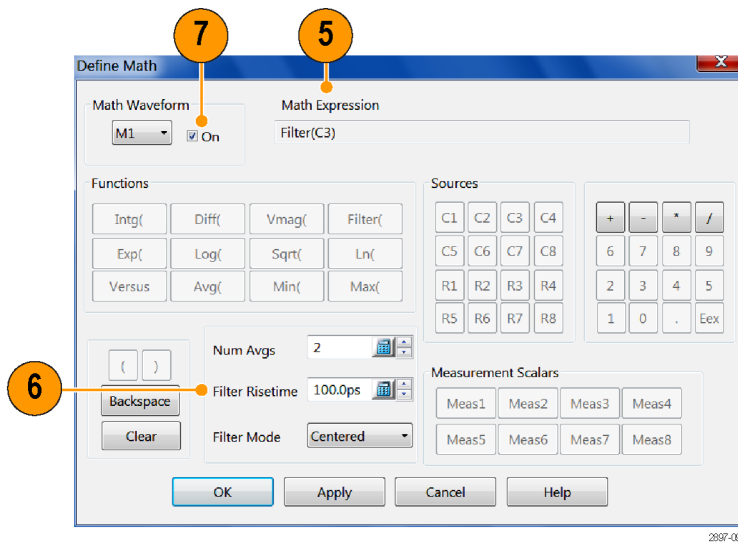 7
5
Define Math
X
Math Waveform
Math Expression
M1
On
Filter(C3)
Functions
Sources
Intg( Diff( Vmag( Filter(
C1 C2 C3 C4
+ - * /
Exp( Log( Sqrt( Ln(
C5 C6 C7 C8
6 7 8 9
Versus Avg( Min( Max(
R1 R2 R3 R4
2 3 4 5
R5 R6 R7 R8
1 0 . Eex
( )
Num Avgs 2
6
Backspace
Filter Risetime 100.0ps
Measurement Scalars
Meas1 Meas2 Meas3 Meas4
Clear
Filter Mode Centered
Meas5 Meas6 Meas7 Meas8
OK Apply Cancel Help